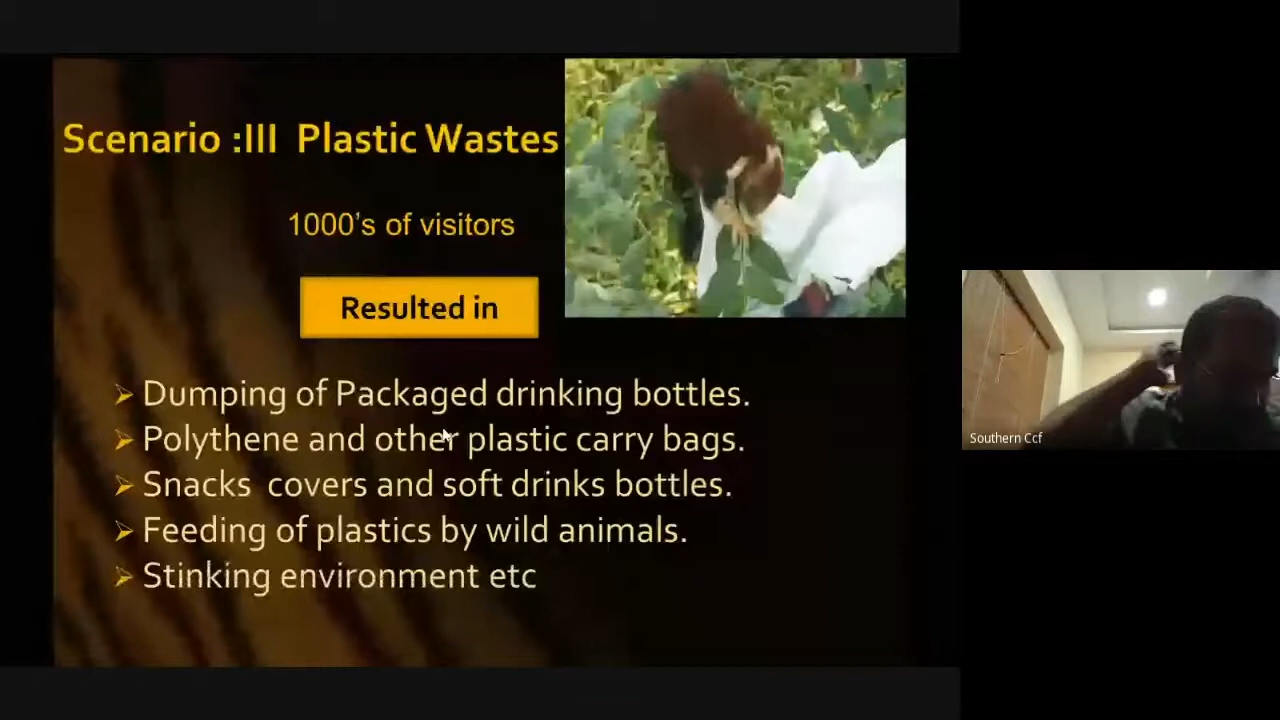 Scenario :III Plastic Wastes
1000's of visitors
Resulted in
Dumping of Packaged drinking bottles.
Polythene and other plastic carry bags.
Snacks covers and soft drinks bottles.
Feeding of plastics by wild animals.
Stinking environment etc
Southern Ccf